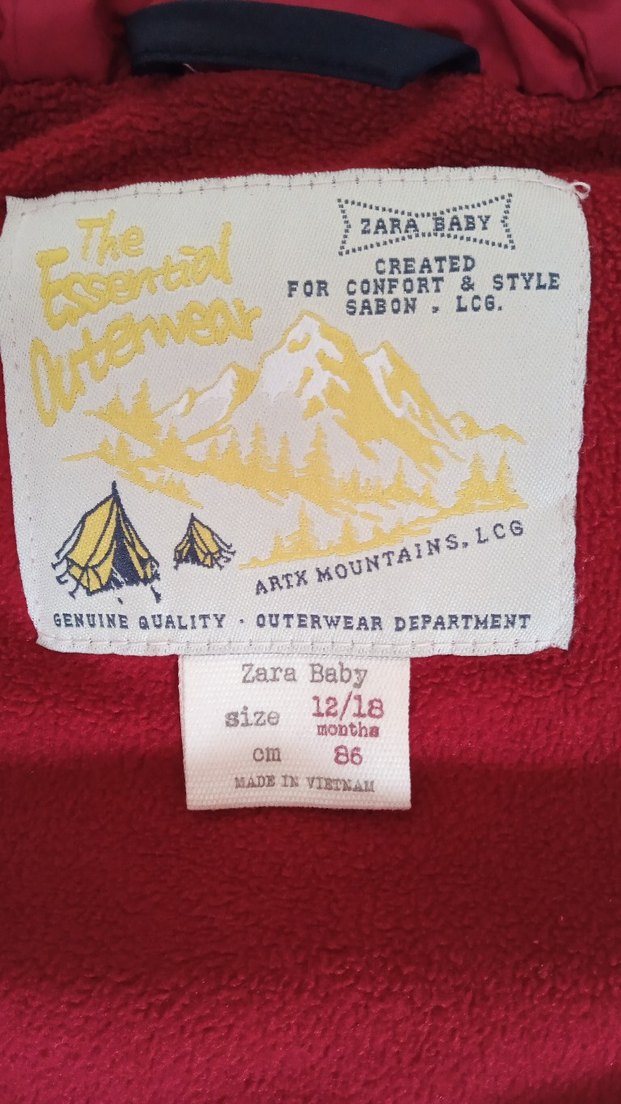 The
Essential
Outerwear
ZARA BABY
CREATED
FOR CONFORT & STYLE
SABON , LCG.
ARTX MOUNTAINS, LCG
GENUINE QUALITY · OUTERWEAR DEPARTMENT
Zara Baby
size 12/18
months
cm 86
MADE IN VIETNAM